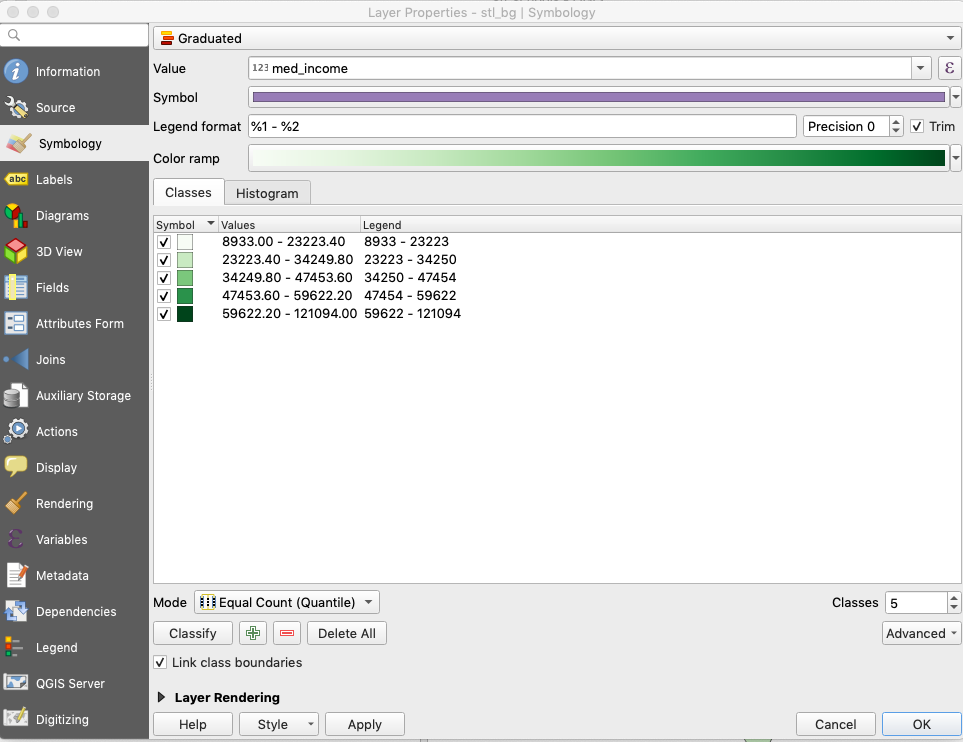 Layer Properties - stl_bg | Symbology
Information
Source
Symbology
abc Labels
Diagrams
3D View
Fields
Attributes Form
Joins
Auxiliary Storage
Actions
Display
Rendering
ε Variables
Metadata
Dependencies
Legend
QGIS Server
Digitizing
Graduated
Value 123 med_income ε
Symbol
Legend format %1 - %2 Precision 0 Trim
Color ramp
Classes Histogram
Symbol Values Legend
8933.00 - 23223.40 8933 - 23223
23223.40 - 34249.80 23223 - 34250
34249.80 - 47453.60 34250 - 47454
47453.60 - 59622.20 47454 - 59622
59622.20 - 121094.00 59622 - 121094
Mode Equal Count (Quantile) Classes 5
Classify Delete All Advanced
Link class boundaries
Layer Rendering
Help Style Apply Cancel OK